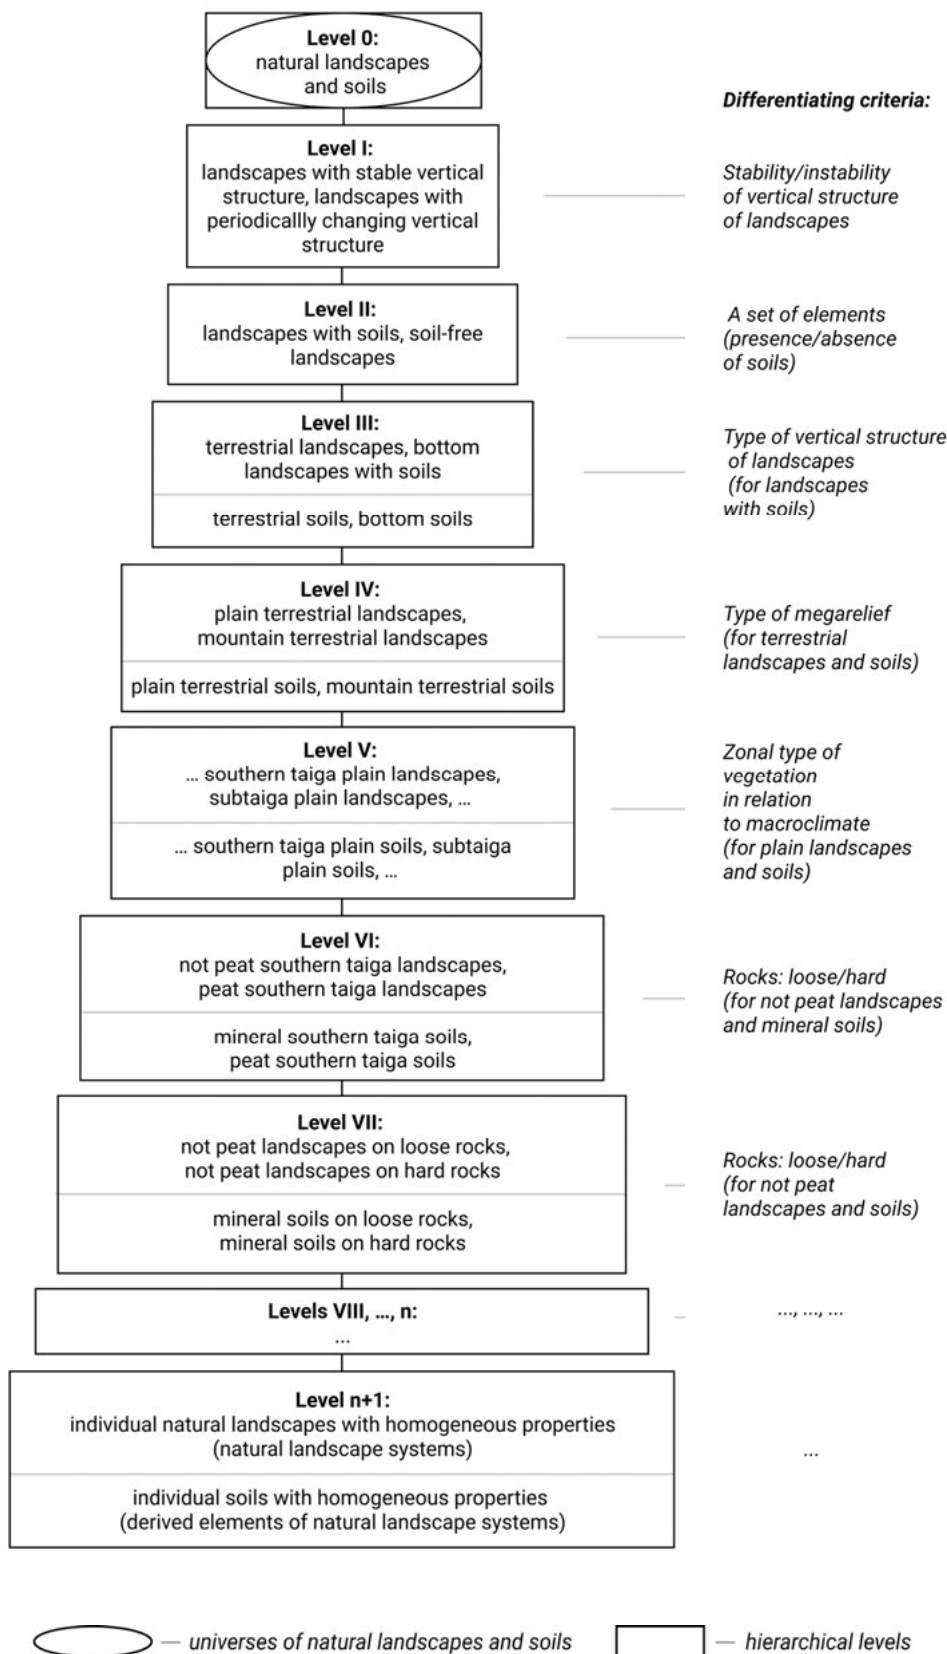 Level 0:
natural landscapes
and soils
Differentiating criteria:
Level I:
landscapes with stable vertical
structure, landscapes with
periodicallly changing vertical
structure
Stability/instability
of vertical structure
of landscapes
Level II:
landscapes with soils, soil-free
landscapes
A set of elements
(presence/absence
of soils)
Level III:
terrestrial landscapes, bottom
landscapes with soils
terrestrial soils, bottom soils
Type of vertical structure
of landscapes
(for landscapes
with soils)
Level IV:
plain terrestrial landscapes,
mountain terrestrial landscapes
plain terrestrial soils, mountain terrestrial soils
Type of megarelief
(for terrestrial
landscapes and soils)
Level V:
... southern taiga plain landscapes,
subtaiga plain landscapes, ...
... southern taiga plain soils, subtaiga
plain soils, ...
Zonal type of
vegetation
in relation
to macroclimate
(for plain landscapes
and soils)
Level VI:
not peat southern taiga landscapes,
peat southern taiga landscapes
mineral southern taiga soils,
peat southern taiga soils
Rocks: loose/hard
(for not peat landscapes
and mineral soils)
Level VII:
not peat landscapes on loose rocks,
not peat landscapes on hard rocks
mineral soils on loose rocks,
mineral soils on hard rocks
Rocks: loose/hard
(for not peat
landscapes and soils)
Levels VIII, ..., n:
...
..., ..., ...
Level n+1:
individual natural landscapes with homogeneous properties
(natural landscape systems)
individual soils with homogeneous properties
(derived elements of natural landscape systems)
...
— universes of natural landscapes and soils
— hierarchical levels